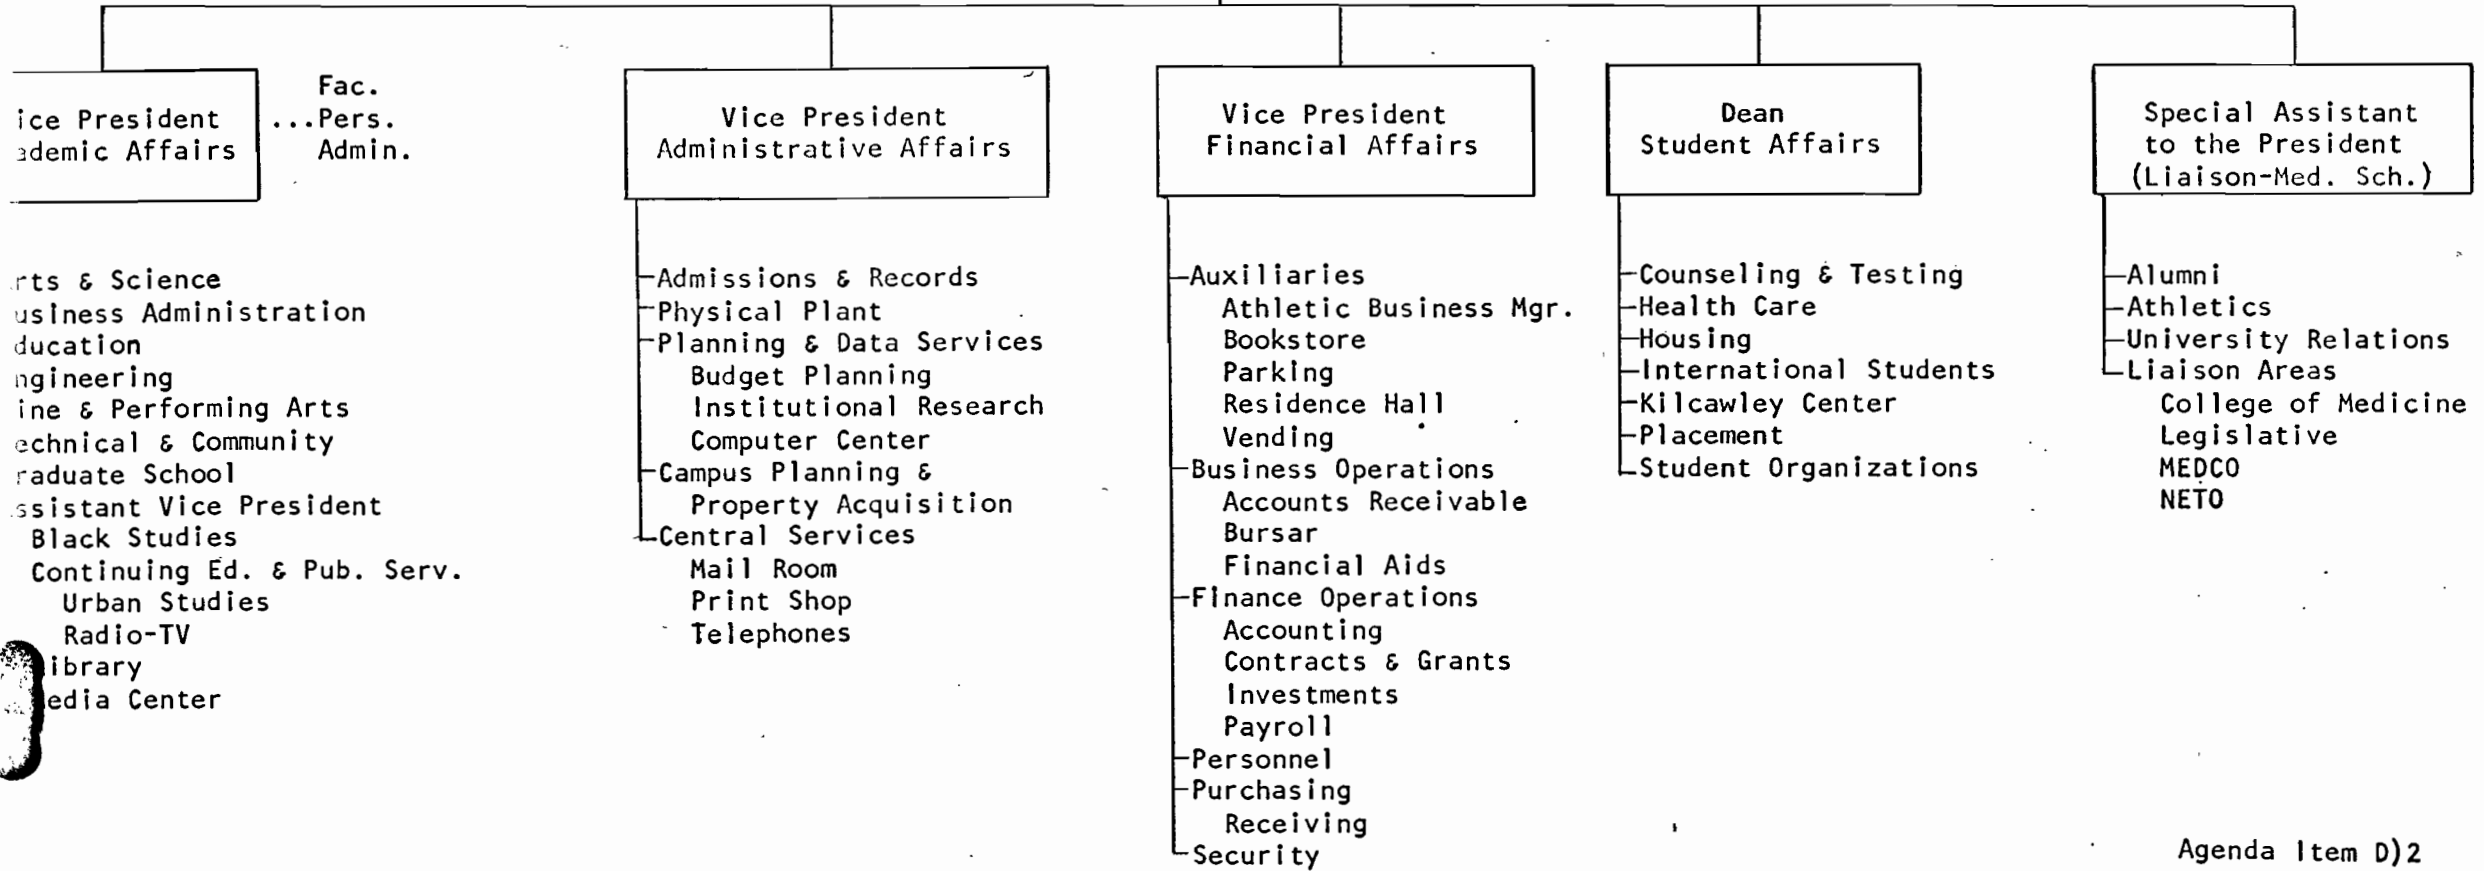 ice President
ademic Affairs
Fac.
...Pers.
Admin.
rts & Science
usiness Administration
ducation
ngineering
ine & Performing Arts
echnical & Community
raduate School
ssistant Vice President
Black Studies
Continuing Ed. & Pub. Serv.
Urban Studies
Radio-TV
ibrary
edia Center
Vice President
Administrative Affairs
Admissions & Records
Physical Plant
Planning & Data Services
Budget Planning
Institutional Research
Computer Center
Campus Planning &
Property Acquisition
Central Services
Mail Room
Print Shop
Telephones
Vice President
Financial Affairs
Auxiliaries
Athletic Business Mgr.
Bookstore
Parking
Residence Hall
Vending
Business Operations
Accounts Receivable
Bursar
Financial Aids
Finance Operations
Accounting
Contracts & Grants
Investments
Payroll
Personnel
Purchasing
Receiving
Security
Dean
Student Affairs
Counseling & Testing
Health Care
Housing
International Students
Kilcawley Center
Placement
Student Organizations
Special Assistant
to the President
(Liaison-Med. Sch.)
Alumni
Athletics
University Relations
Liaison Areas
College of Medicine
Legislative
MEDCO
NETO
Agenda Item D)2